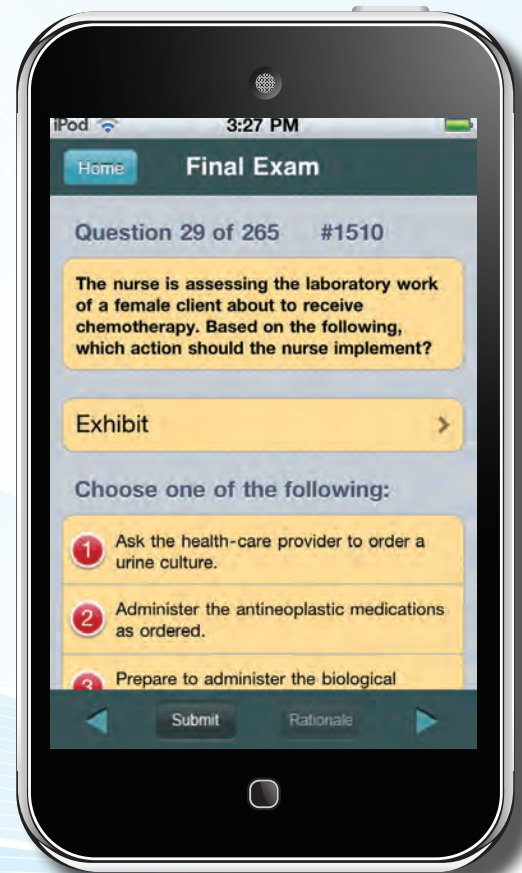 iPod 3:27 PM
Home Final Exam
Question 29 of 265 #1510
The nurse is assessing the laboratory work
of a female client about to receive
chemotherapy. Based on the following,
which action should the nurse implement?
Exhibit
Choose one of the following:
1 Ask the health-care provider to order a
urine culture.
2 Administer the antineoplastic medications
as ordered.
3 Prepare to administer the biological
Submit Rationale